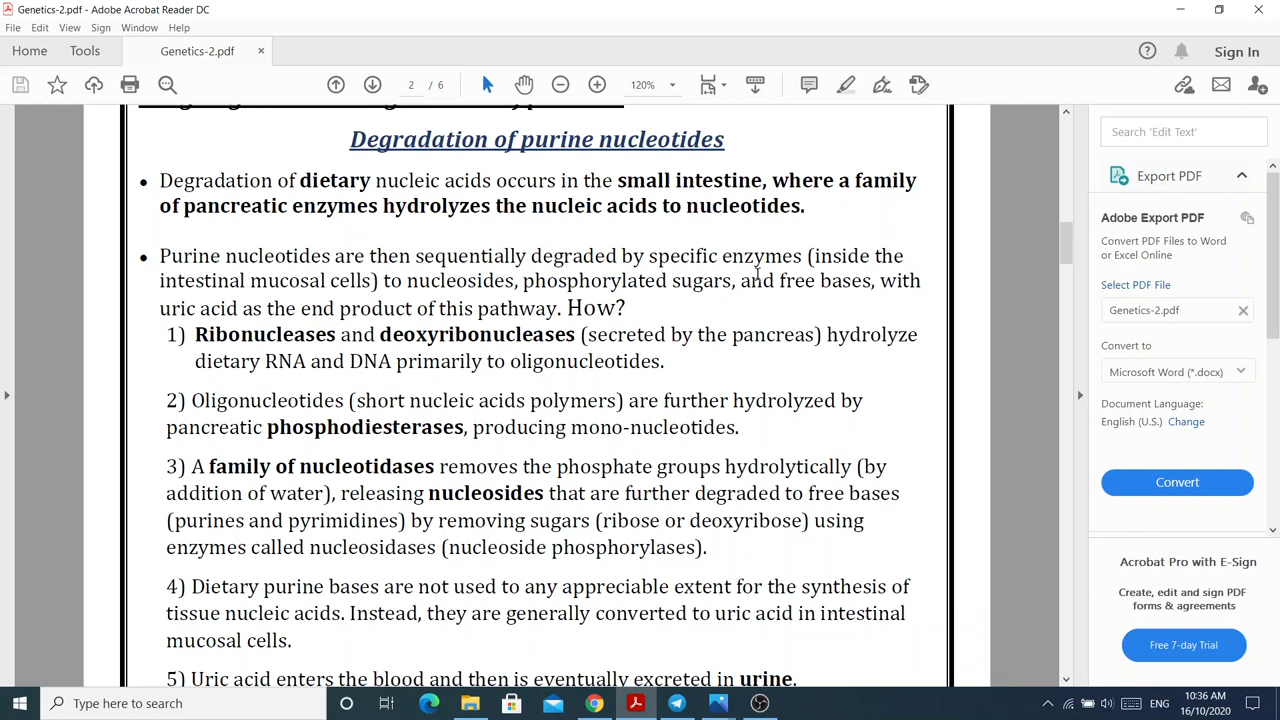 Genetics-2.pdf - Adobe Acrobat Reader DC
File Edit View Sign Window Help
Home Tools Genetics-2.pdf × Sign In
2 / 6 120%
Degradation of purine nucleotides
• Degradation of dietary nucleic acids occurs in the small intestine, where a family
of pancreatic enzymes hydrolyzes the nucleic acids to nucleotides.
• Purine nucleotides are then sequentially degraded by specific enzymes (inside the
intestinal mucosal cells) to nucleosides, phosphorylated sugars, and free bases, with
uric acid as the end product of this pathway. How?
1) Ribonucleases and deoxyribonucleases (secreted by the pancreas) hydrolyze
dietary RNA and DNA primarily to oligonucleotides.
2) Oligonucleotides (short nucleic acids polymers) are further hydrolyzed by
pancreatic phosphodiesterases, producing mono-nucleotides.
3) A family of nucleotidases removes the phosphate groups hydrolytically (by
addition of water), releasing nucleosides that are further degraded to free bases
(purines and pyrimidines) by removing sugars (ribose or deoxyribose) using
enzymes called nucleosidases (nucleoside phosphorylases).
4) Dietary purine bases are not used to any appreciable extent for the synthesis of
tissue nucleic acids. Instead, they are generally converted to uric acid in intestinal
mucosal cells.
5) Uric acid enters the blood and then is eventually excreted in urine.
Search 'Edit Text'
Export PDF
Adobe Export PDF
Convert PDF Files to Word
or Excel Online
Select PDF File
Genetics-2.pdf
Convert to
Microsoft Word (*.docx)
Document Language:
English (U.S.) Change
Convert
Acrobat Pro with E-Sign
Create, edit and sign PDF
forms & agreements
Free 7-day Trial
Type here to search
ENG
10:36 AM
16/10/2020